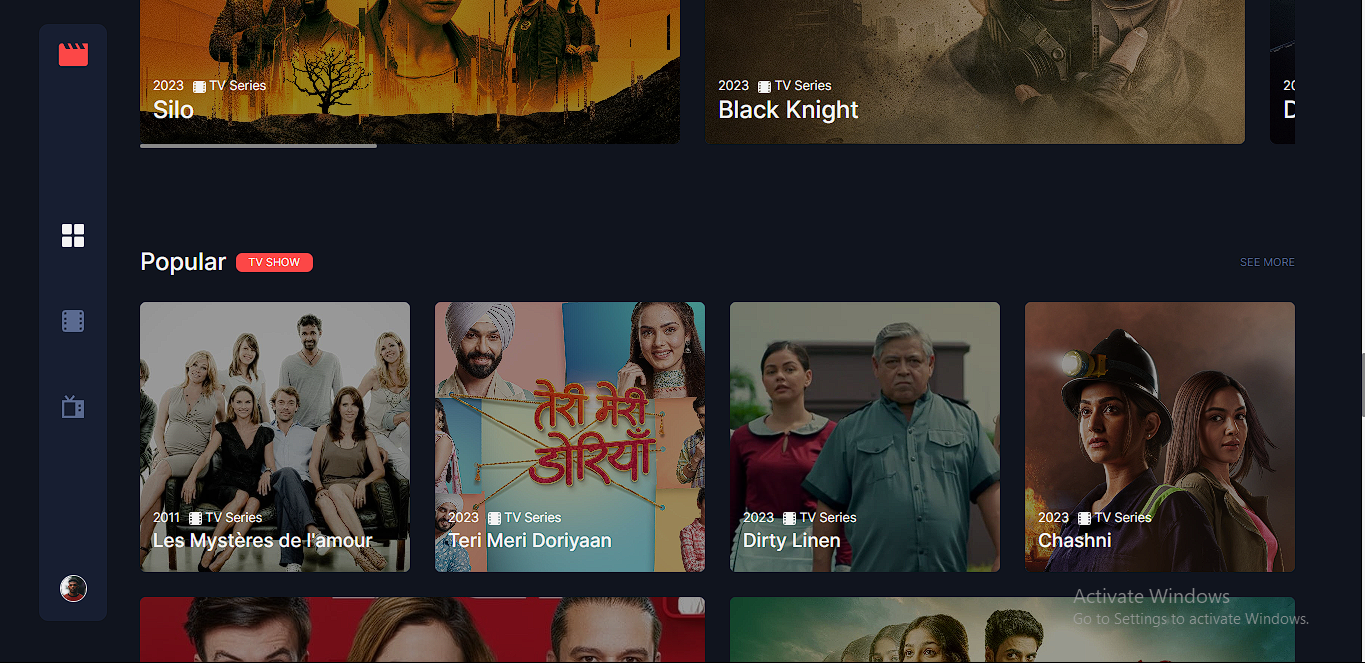 2023 TV Series
Silo
2023 TV Series
Black Knight
Popular TV SHOW
SEE MORE
तेरी मेरी
डोरियाँ
2011 TV Series
Les Mystères de l'amour
2023 TV Series
Teri Meri Doriyaan
2023 TV Series
Dirty Linen
2023 TV Series
Chashni
Activate Windows
Go to Settings to activate Windows.